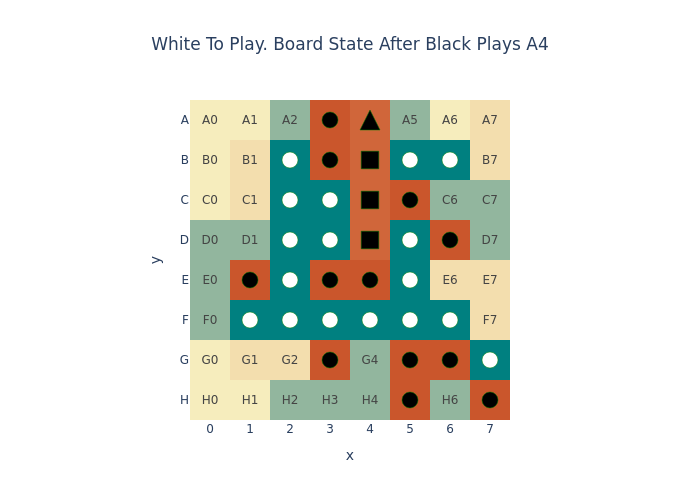 White To Play. Board State After Black Plays A4
A A0 A1 A2 A5 A6 A7
B B0 B1 B7
C C0 C1 C6 C7
D D0 D1 D7
E E0 E6 E7
F F0 F7
G G0 G1 G2 G4
H H0 H1 H2 H3 H4 H6
0 1 2 3 4 5 6 7
x
y